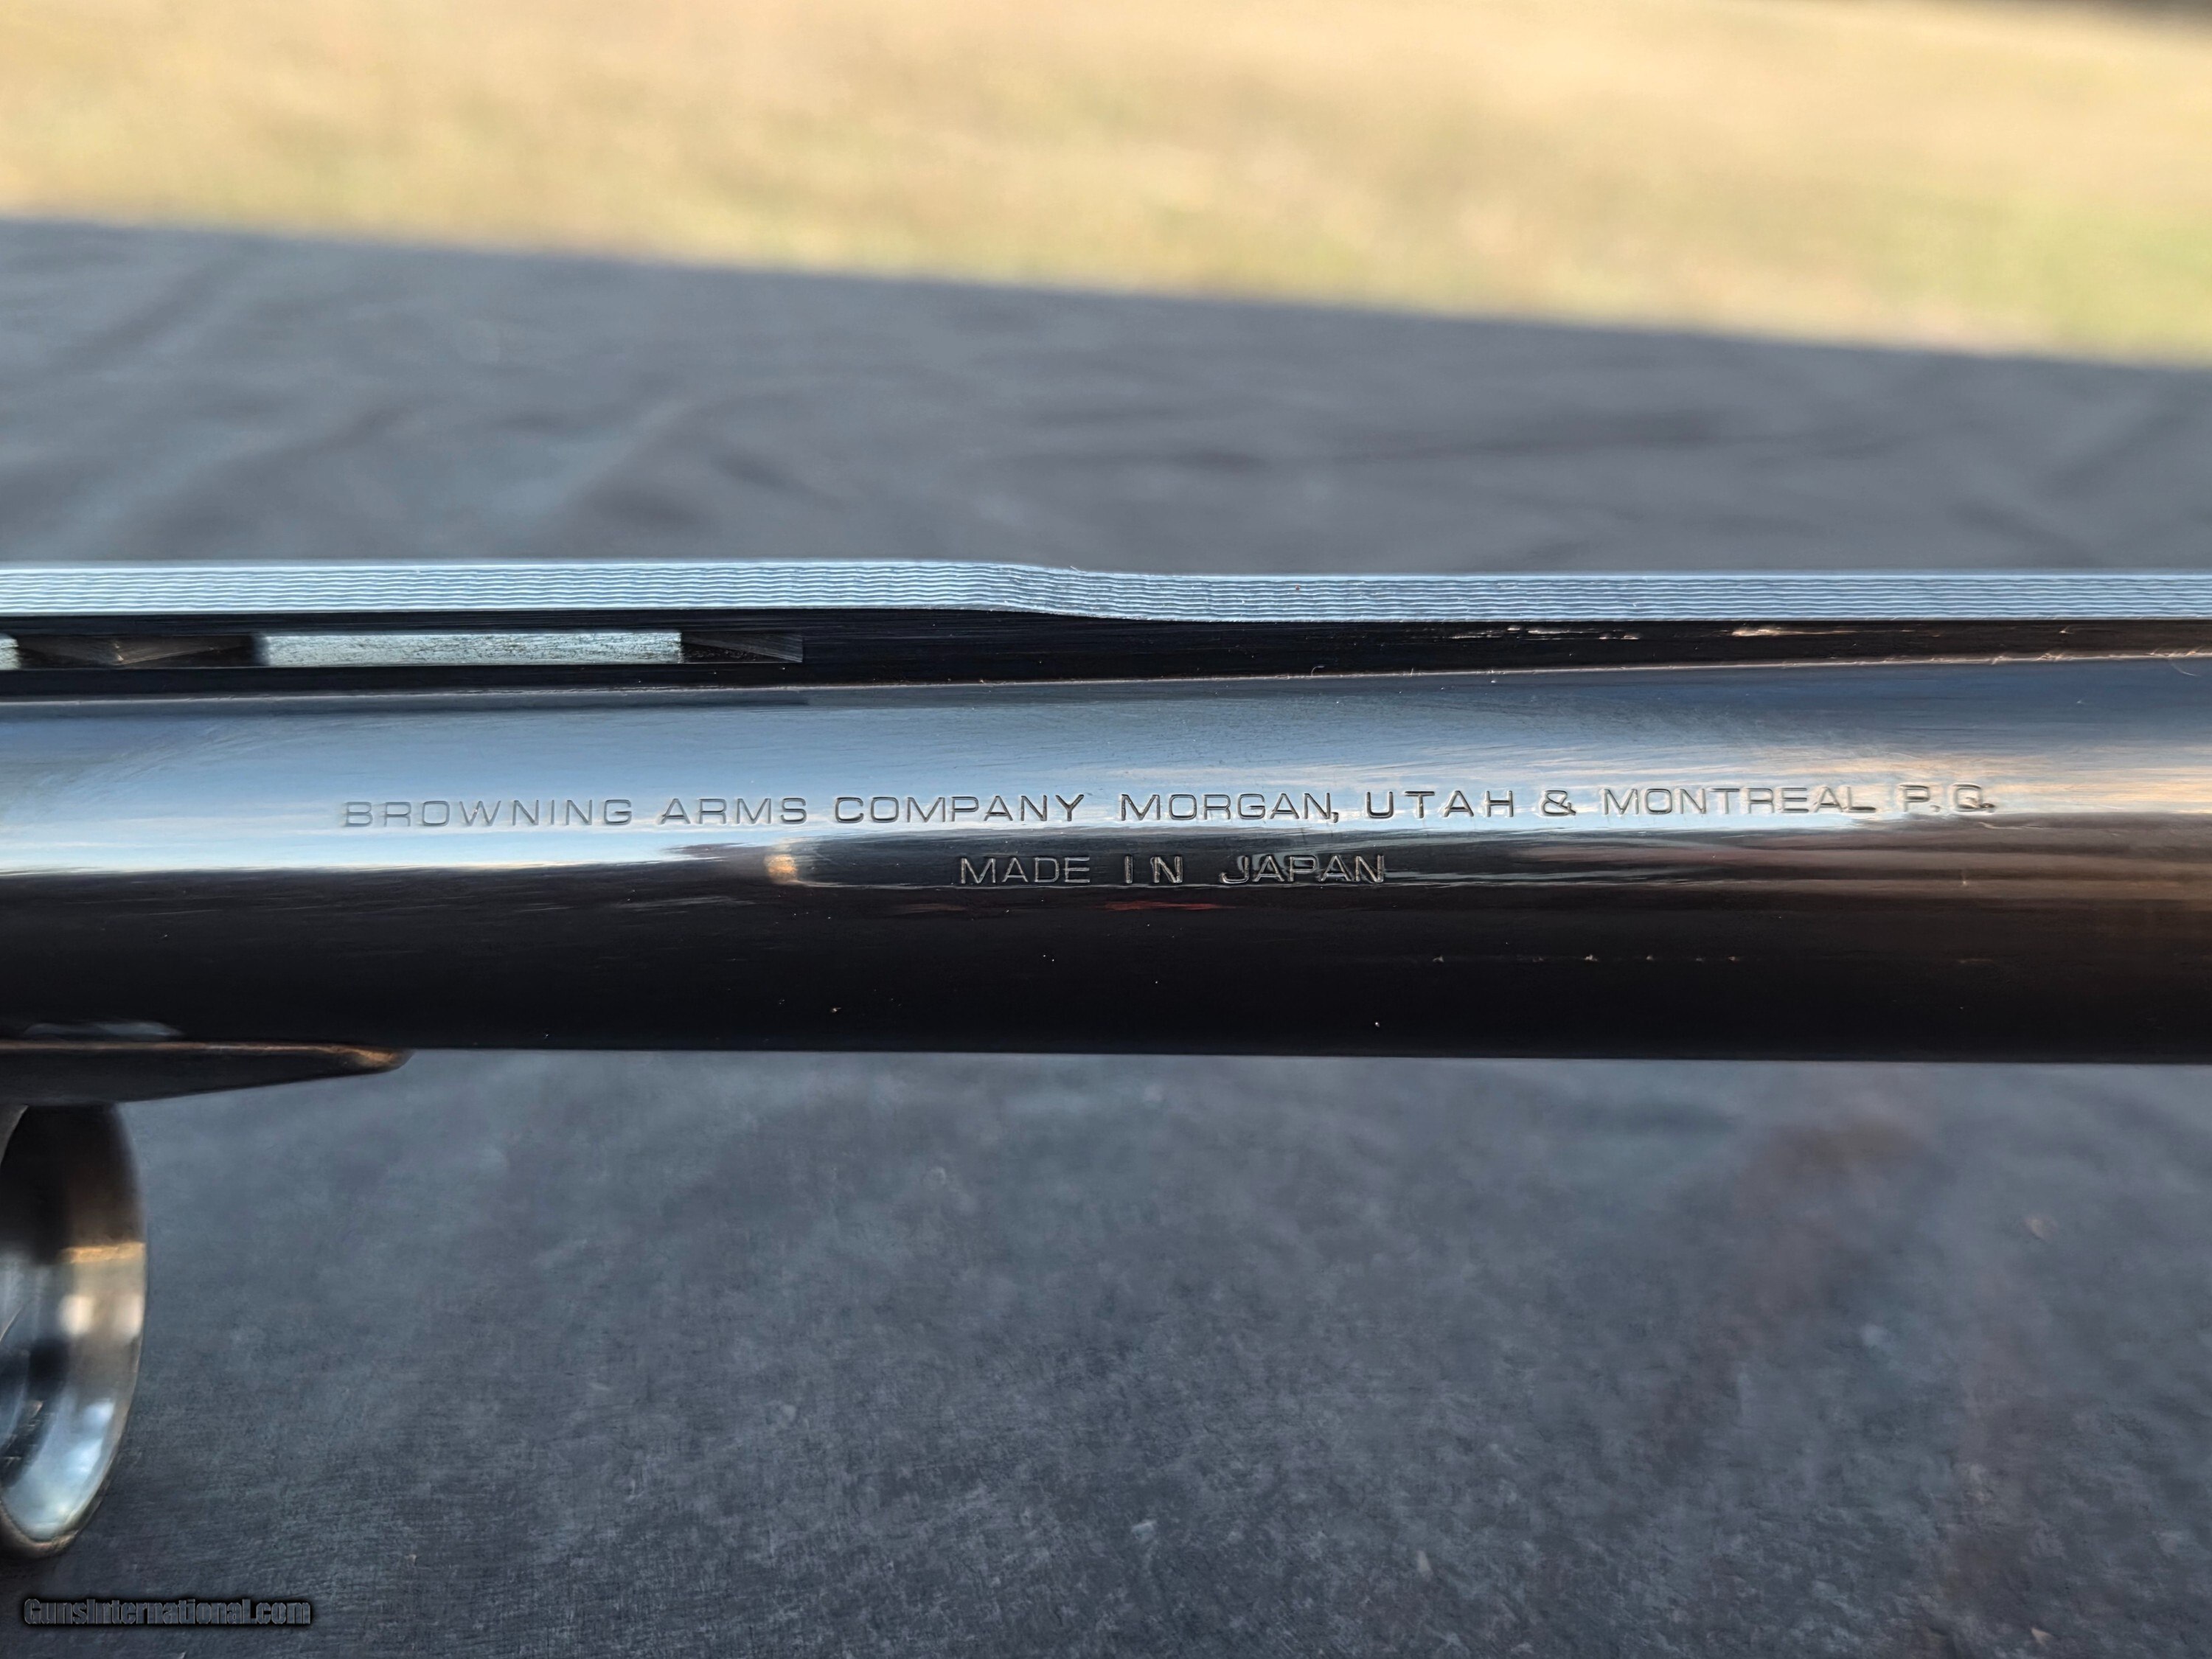 BROWNING ARMS COMPANY MORGAN, UTAH & MONTREAL P.Q.
MADE IN JAPAN
GunsInternational.com